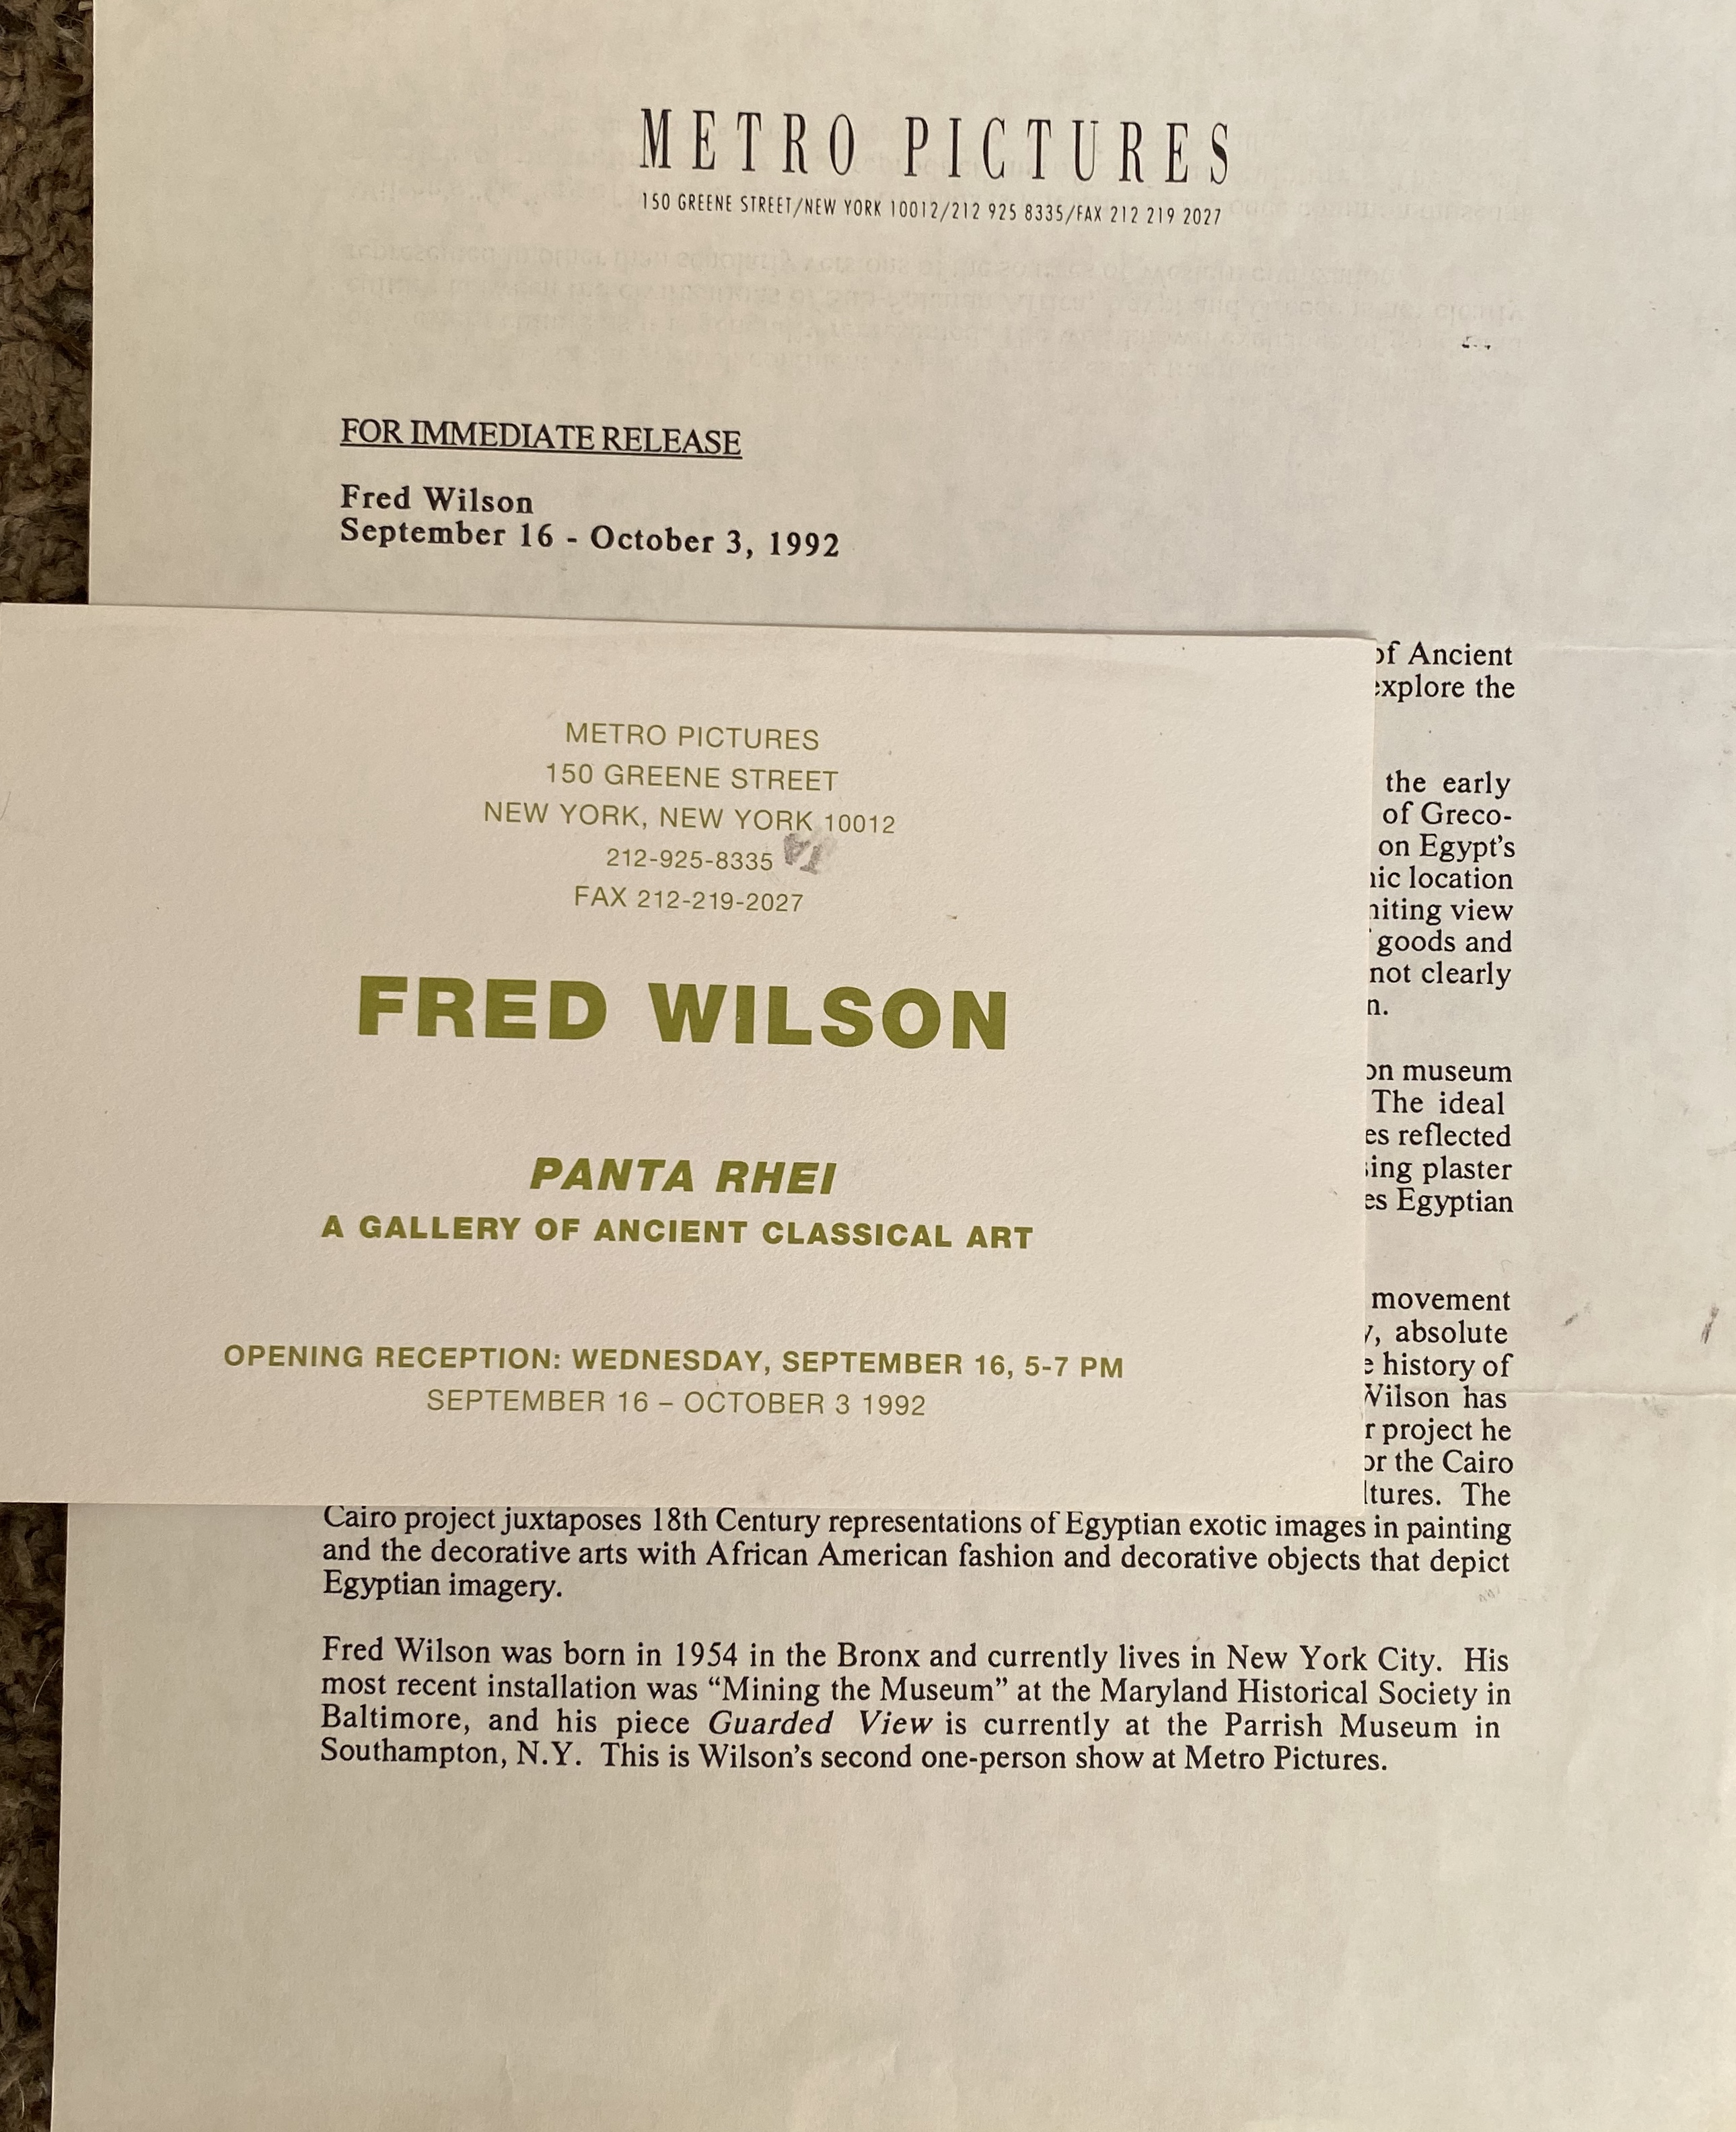 METRO PICTURES
150 GREENE STREET/NEW YORK 10012/212 925 8335/FAX 212 219 2027
FOR IMMEDIATE RELEASE
Fred Wilson
September 16 - October 3, 1992
of Ancient
explore the
the early
of Greco-
on Egypt's
location
view
goods and
not clearly
museum
The ideal
reflected
plaster
Egyptian
movement
absolute
history of
Wilson has
project he
the Cairo
The
METRO PICTURES
150 GREENE STREET
NEW YORK, NEW YORK 10012
212-925-8335
FAX 212-219-2027
FRED WILSON
PANTA RHEI
A GALLERY OF ANCIENT CLASSICAL ART
OPENING RECEPTION: WEDNESDAY, SEPTEMBER 16, 5-7 PM
SEPTEMBER 16 – OCTOBER 3 1992
Cairo project juxtaposes 18th Century representations of Egyptian exotic images in painting
and the decorative arts with African American fashion and decorative objects that depict
Egyptian imagery.
Fred Wilson was born in 1954 in the Bronx and currently lives in New York City. His
most recent installation was “Mining the Museum” at the Maryland Historical Society in
Baltimore, and his piece Guarded View is currently at the Parrish Museum in
Southampton, N.Y. This is Wilson's second one-person show at Metro Pictures.